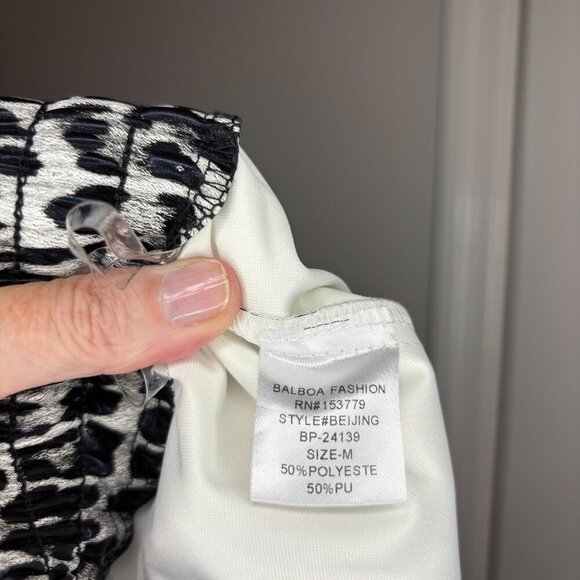 BALBOA FASHION
RN#153779
STYLE#BEIJING
BP-24139
SIZE-M
50%POLYESTE
50%PU